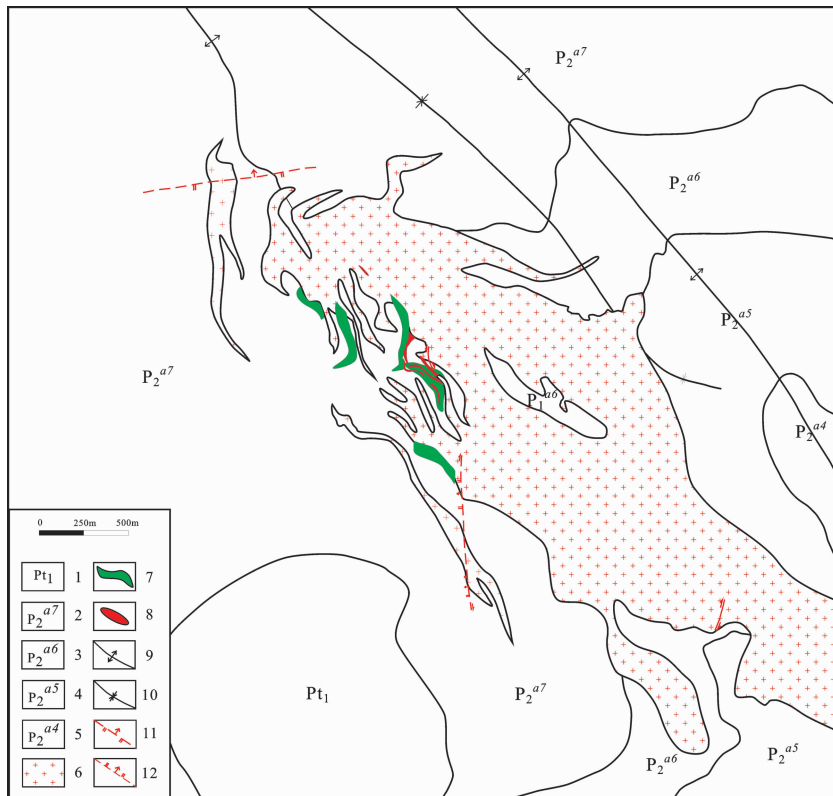 P₂ᵃ⁷
P₂ᵃ⁶
P₂ᵃ⁵
P₂ᵃ⁷
P₁ᵃ⁶
P₂ᵃ⁴
0 250m 500m
Pt₁ 1 7
P₂ᵃ⁷ 2 8
P₂ᵃ⁶ 3 9
P₂ᵃ⁵ 4 10
P₂ᵃ⁴ 5 11
6 12
Pt₁
P₂ᵃ⁷
P₂ᵃ⁶
P₂ᵃ⁵